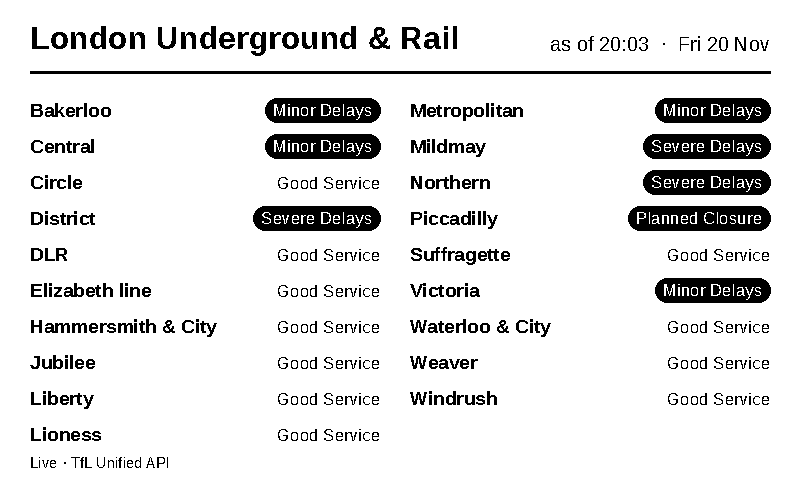 London Underground & Rail
as of 20:03 · Fri 20 Nov
Bakerloo Minor Delays
Central Minor Delays
Circle Good Service
District Severe Delays
DLR Good Service
Elizabeth line Good Service
Hammersmith & City Good Service
Jubilee Good Service
Liberty Good Service
Lioness Good Service
Metropolitan Minor Delays
Mildmay Severe Delays
Northern Severe Delays
Piccadilly Planned Closure
Suffragette Good Service
Victoria Minor Delays
Waterloo & City Good Service
Weaver Good Service
Windrush Good Service
Live · TfL Unified API